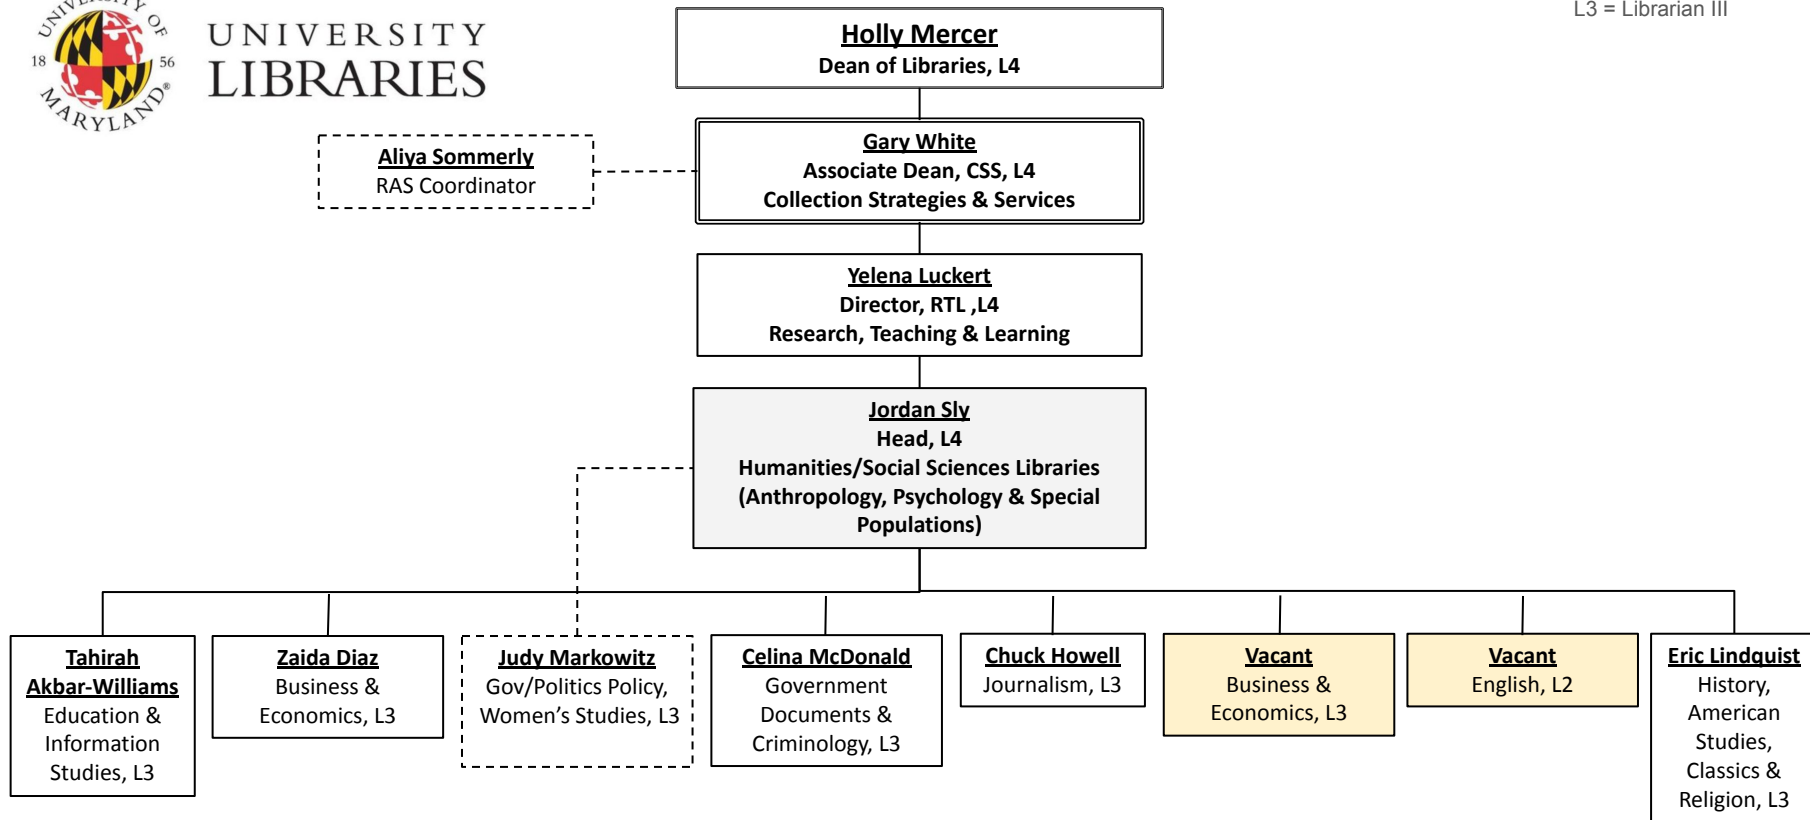 UNIVERSITY OF
18 56
MARYLAND®
UNIVERSITY
LIBRARIES
L3 = Librarian III
Holly Mercer
Dean of Libraries, L4
Aliya Sommerly
RAS Coordinator
Gary White
Associate Dean, CSS, L4
Collection Strategies & Services
Yelena Luckert
Director, RTL ,L4
Research, Teaching & Learning
Jordan Sly
Head, L4
Humanities/Social Sciences Libraries
(Anthropology, Psychology & Special
Populations)
Tahirah
Akbar-Williams
Education &
Information
Studies, L3
Zaida Diaz
Business &
Economics, L3
Judy Markowitz
Gov/Politics Policy,
Women’s Studies, L3
Celina McDonald
Government
Documents &
Criminology, L3
Chuck Howell
Journalism, L3
Vacant
Business &
Economics, L3
Vacant
English, L2
Eric Lindquist
History,
American
Studies,
Classics &
Religion, L3